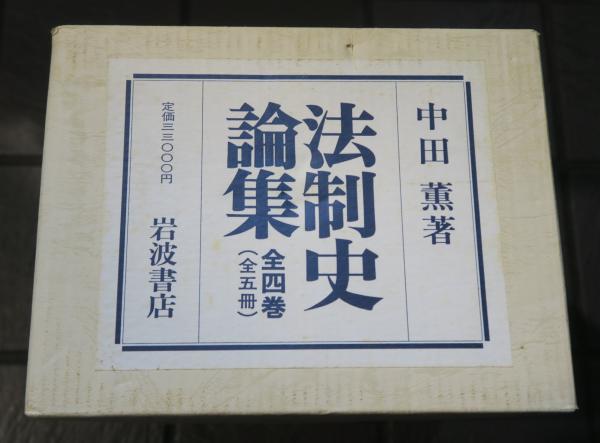 中田 薫著
法制史
論集
全四巻
（全五冊）
定価三三〇〇〇円
岩波書店